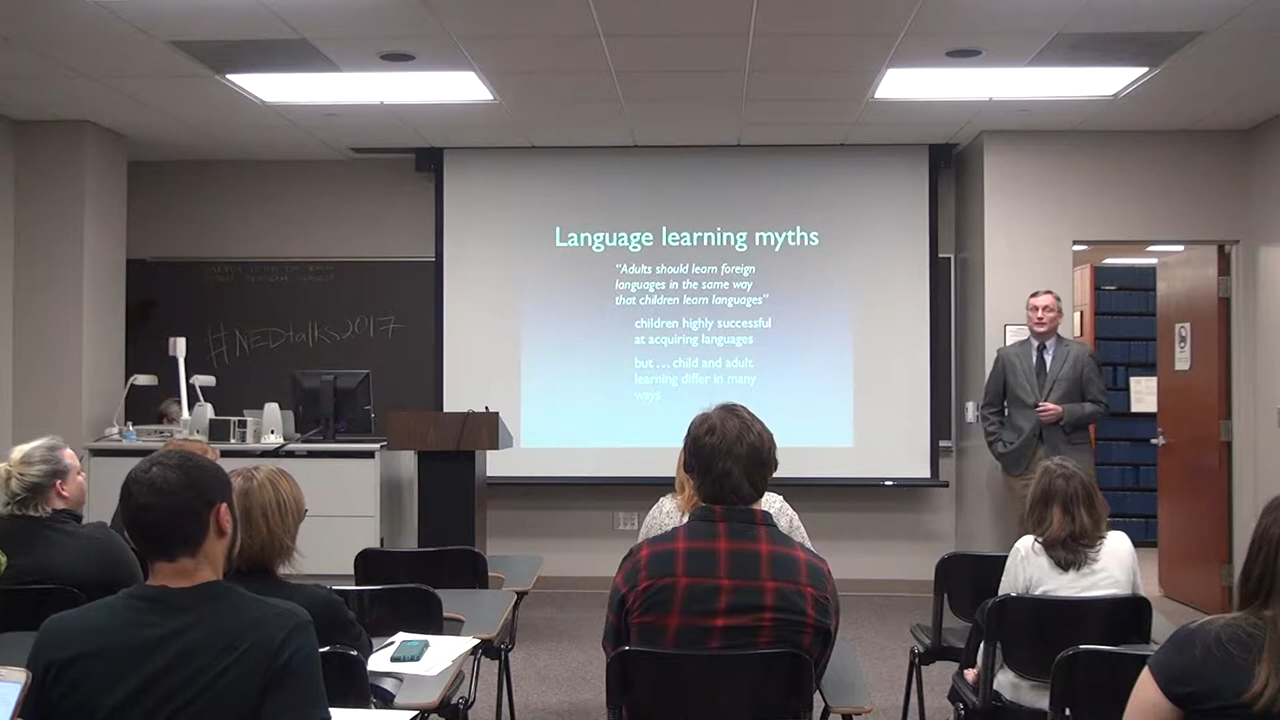 Language learning myths
"Adults should learn foreign
languages in the same way
that children learn languages"
children highly successful
at acquiring languages
but ... child and adult
learning differ in many
ways
#NEDtalks2017